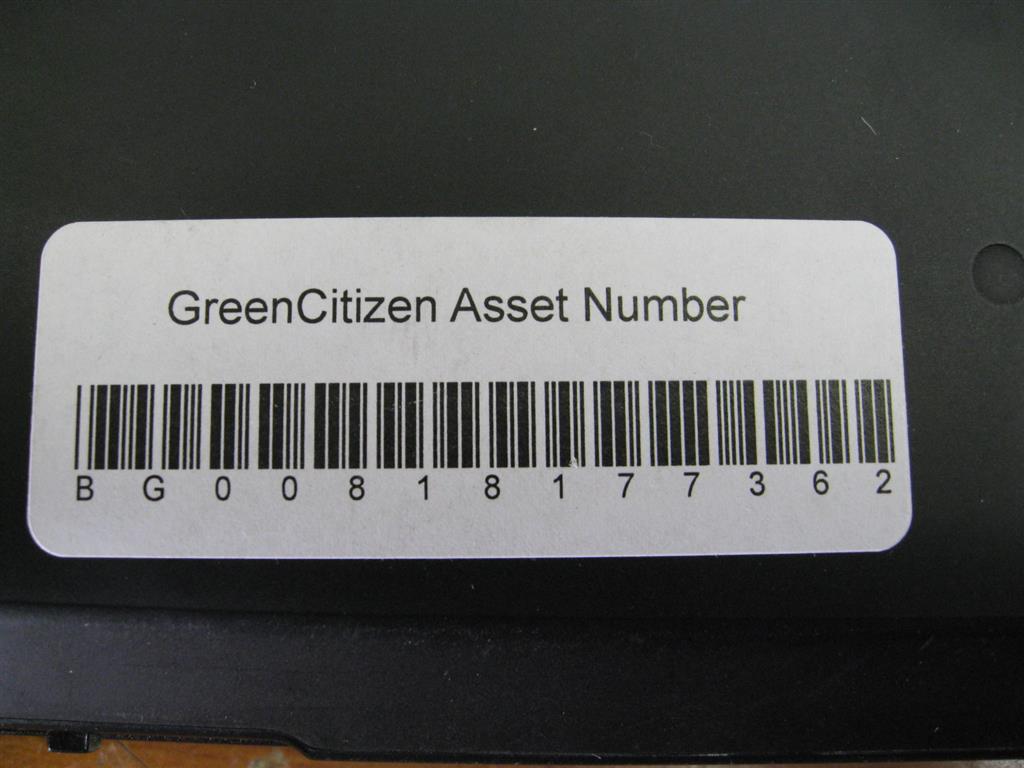 GreenCitizen Asset Number
B G 0 0 8 1 8 1 7 7 3 6 2